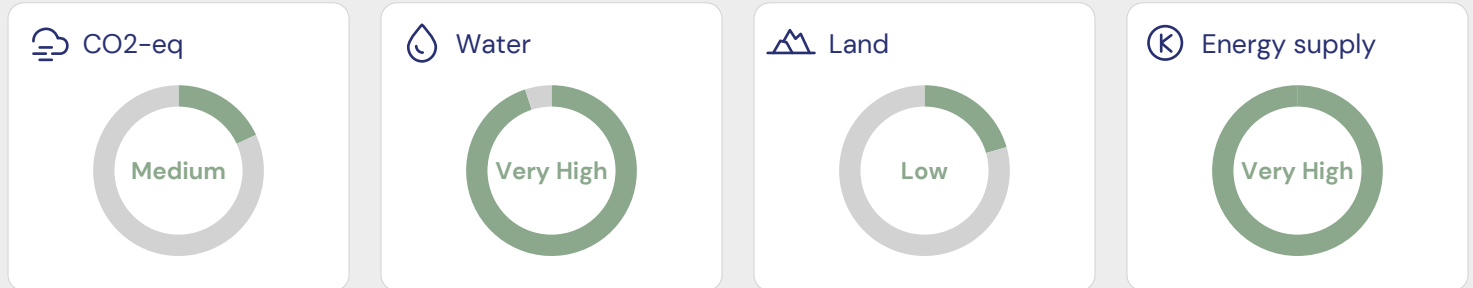 CO2-eq
Medium
Water
Very High
Land
Low
Energy supply
Very High